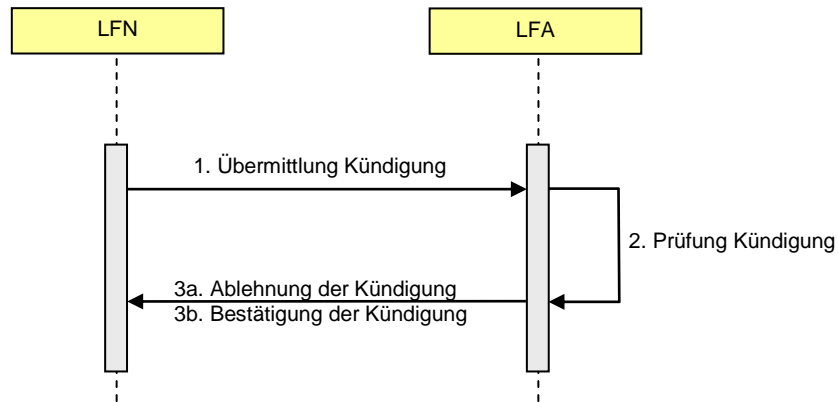 LFN
LFA
1. Übermittlung Kündigung
2. Prüfung Kündigung
3a. Ablehnung der Kündigung
3b. Bestätigung der Kündigung